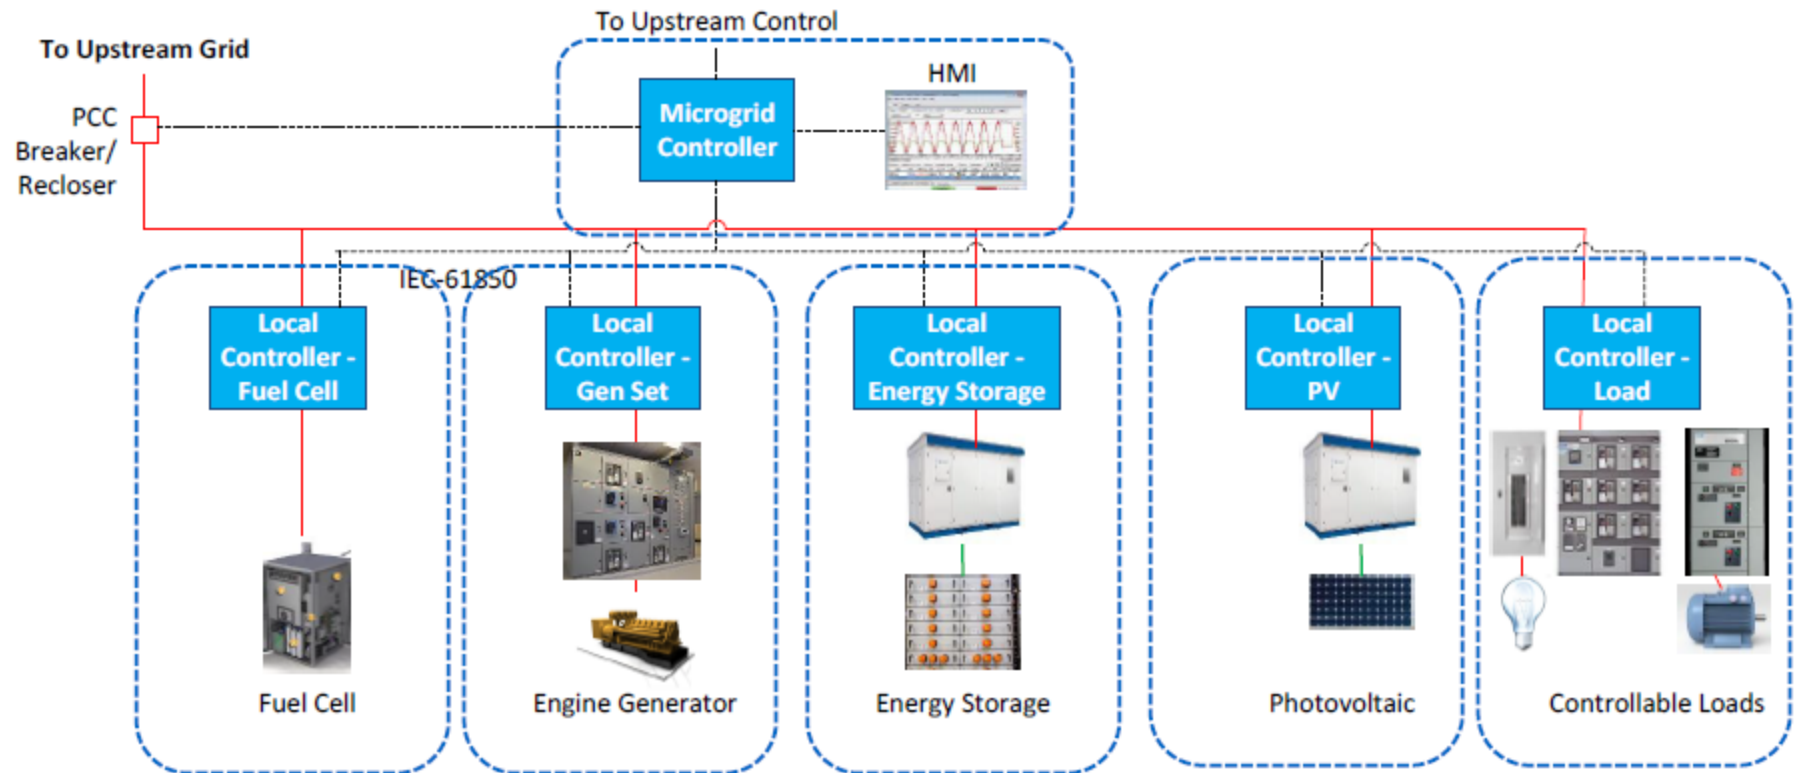 To Upstream Control
To Upstream Grid
HMI
PCC
Breaker/
Recloser
Microgrid
Controller
IEC-61850
Local
Controller -
Fuel Cell
Local
Controller -
Gen Set
Local
Controller -
Energy Storage
Local
Controller -
PV
Local
Controller -
Load
Fuel Cell
Engine Generator
Energy Storage
Photovoltaic
Controllable Loads